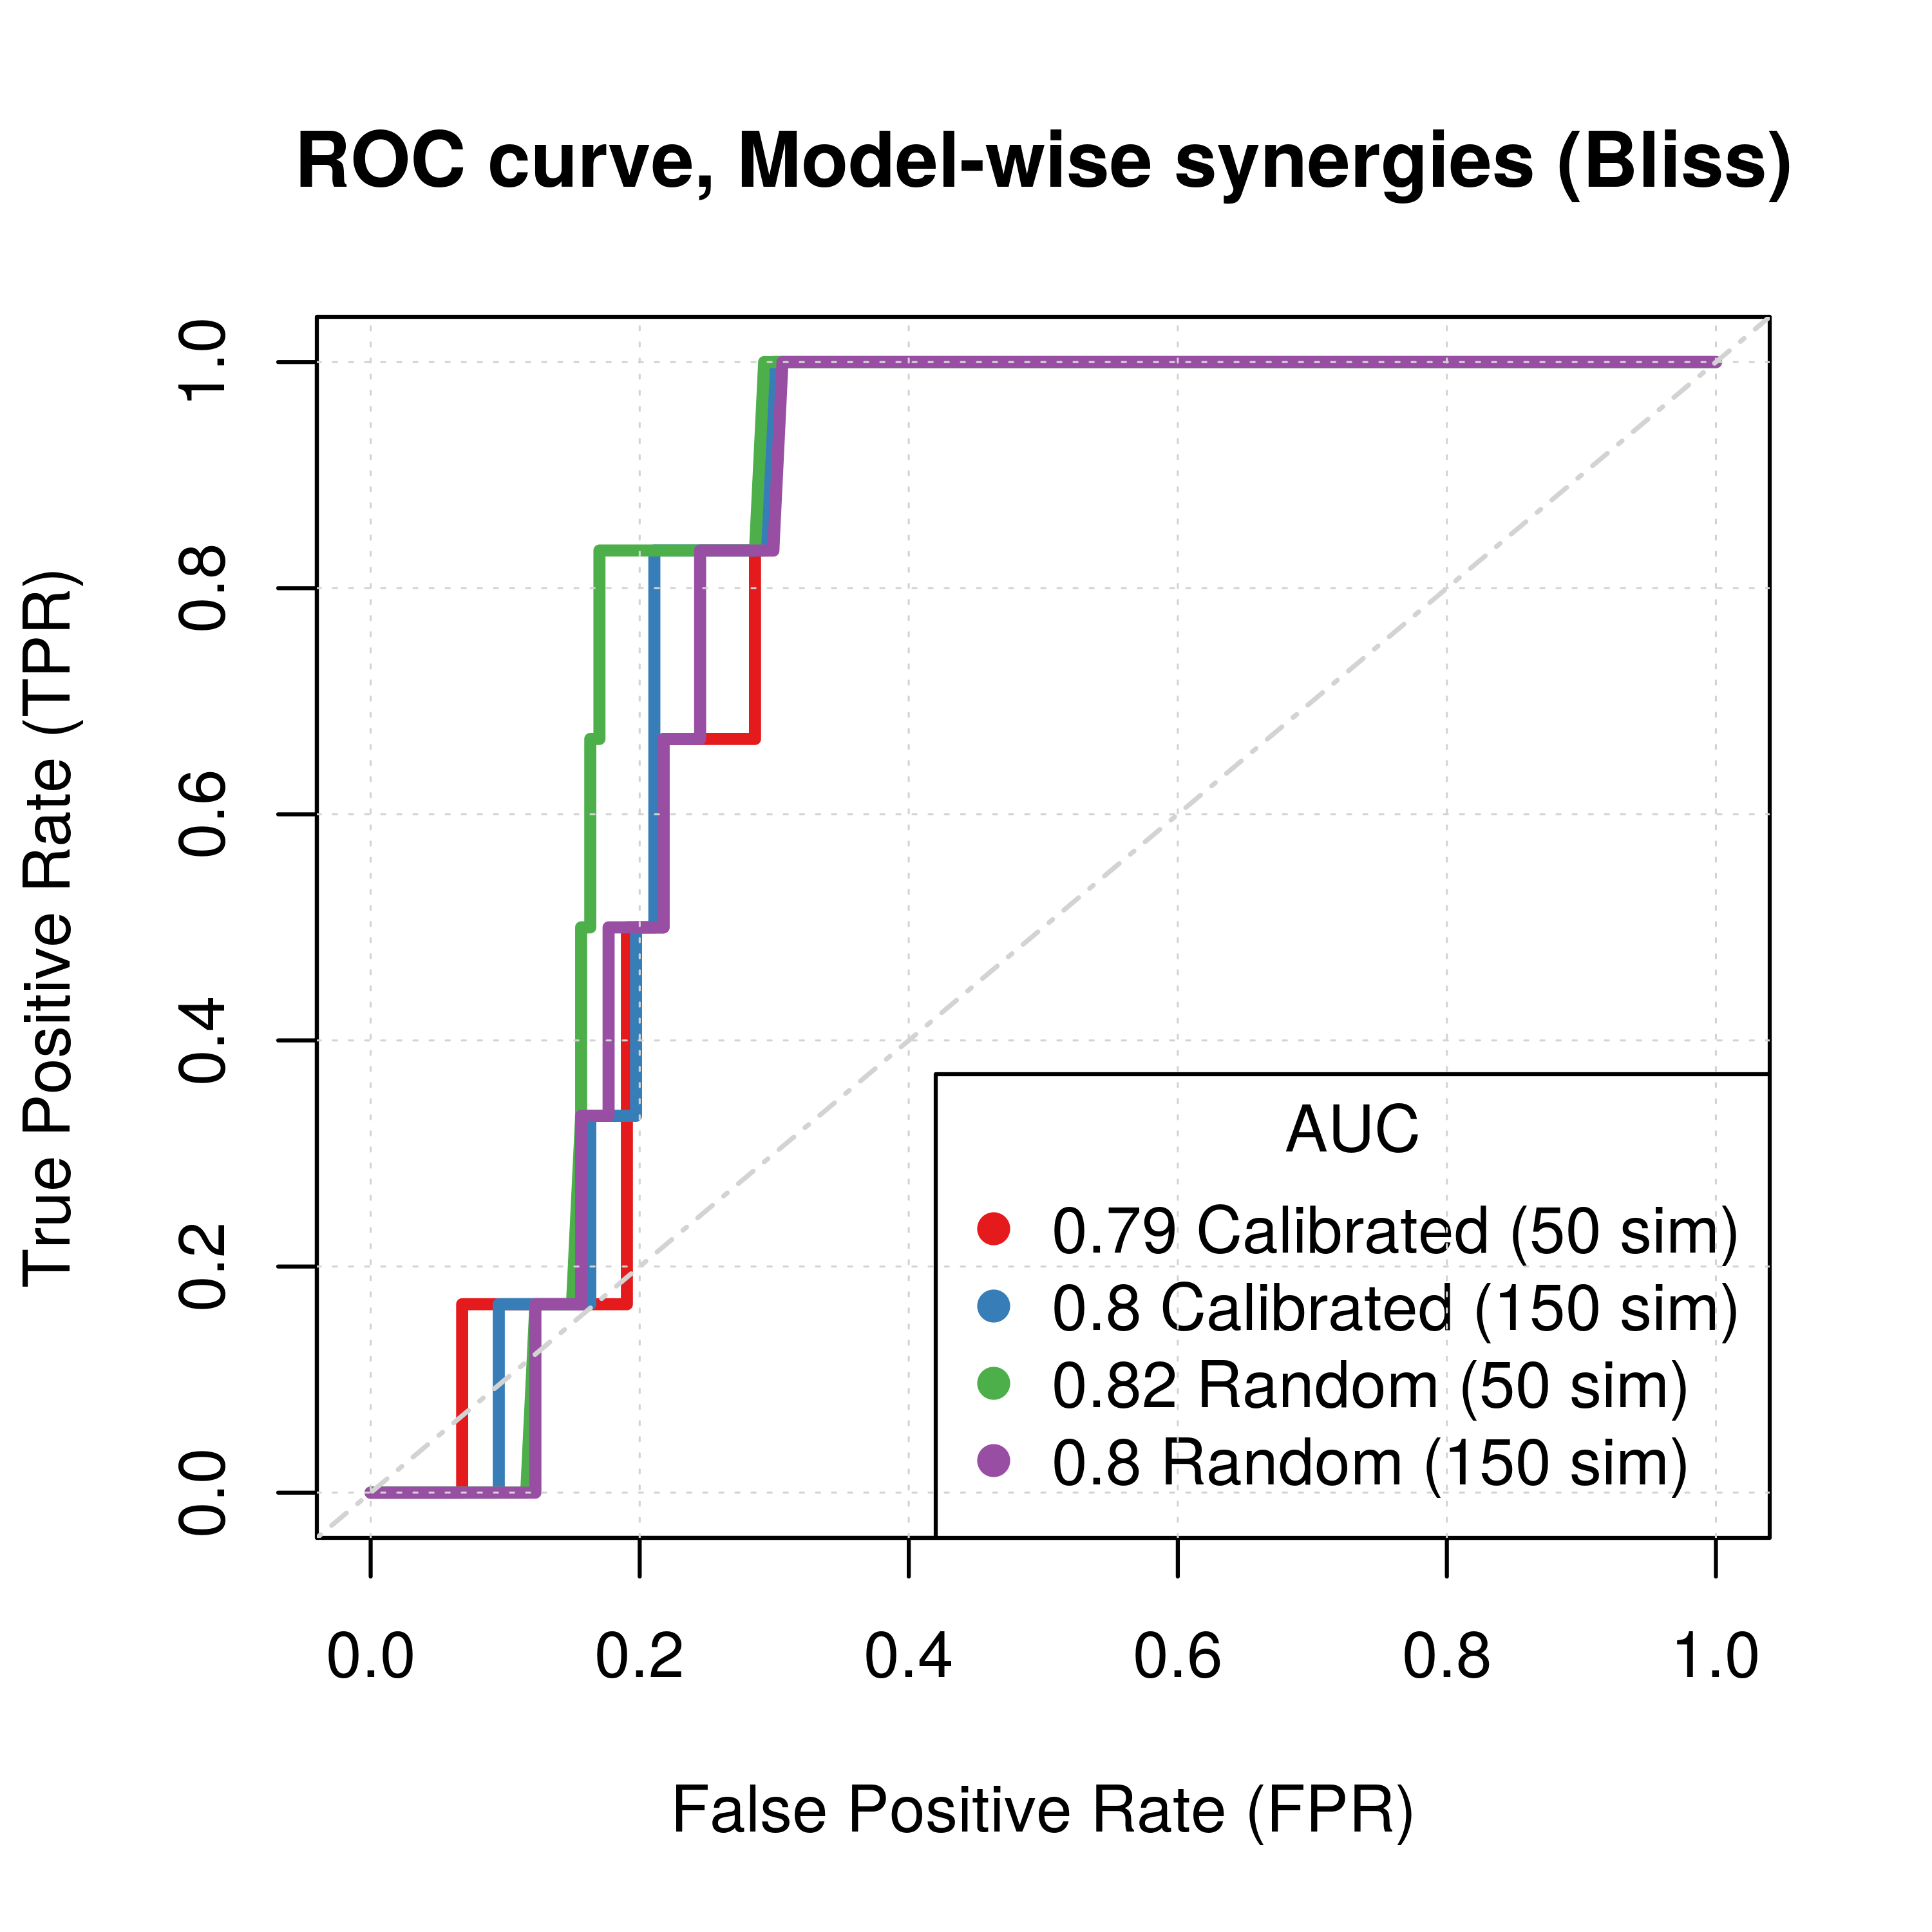 ROC curve, Model-wise synergies (Bliss)
True Positive Rate (TPR)
1.0
0.8
0.6
0.4
0.2
0.0
AUC
0.79 Calibrated (50 sim)
0.8 Calibrated (150 sim)
0.82 Random (50 sim)
0.8 Random (150 sim)
0.0 0.2 0.4 0.6 0.8 1.0
False Positive Rate (FPR)